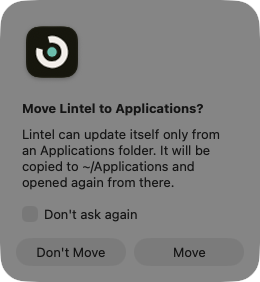 Move Lintel to Applications?
Lintel can update itself only from
an Applications folder. It will be
copied to ~/Applications and
opened again from there.
Don't ask again
Don't Move
Move